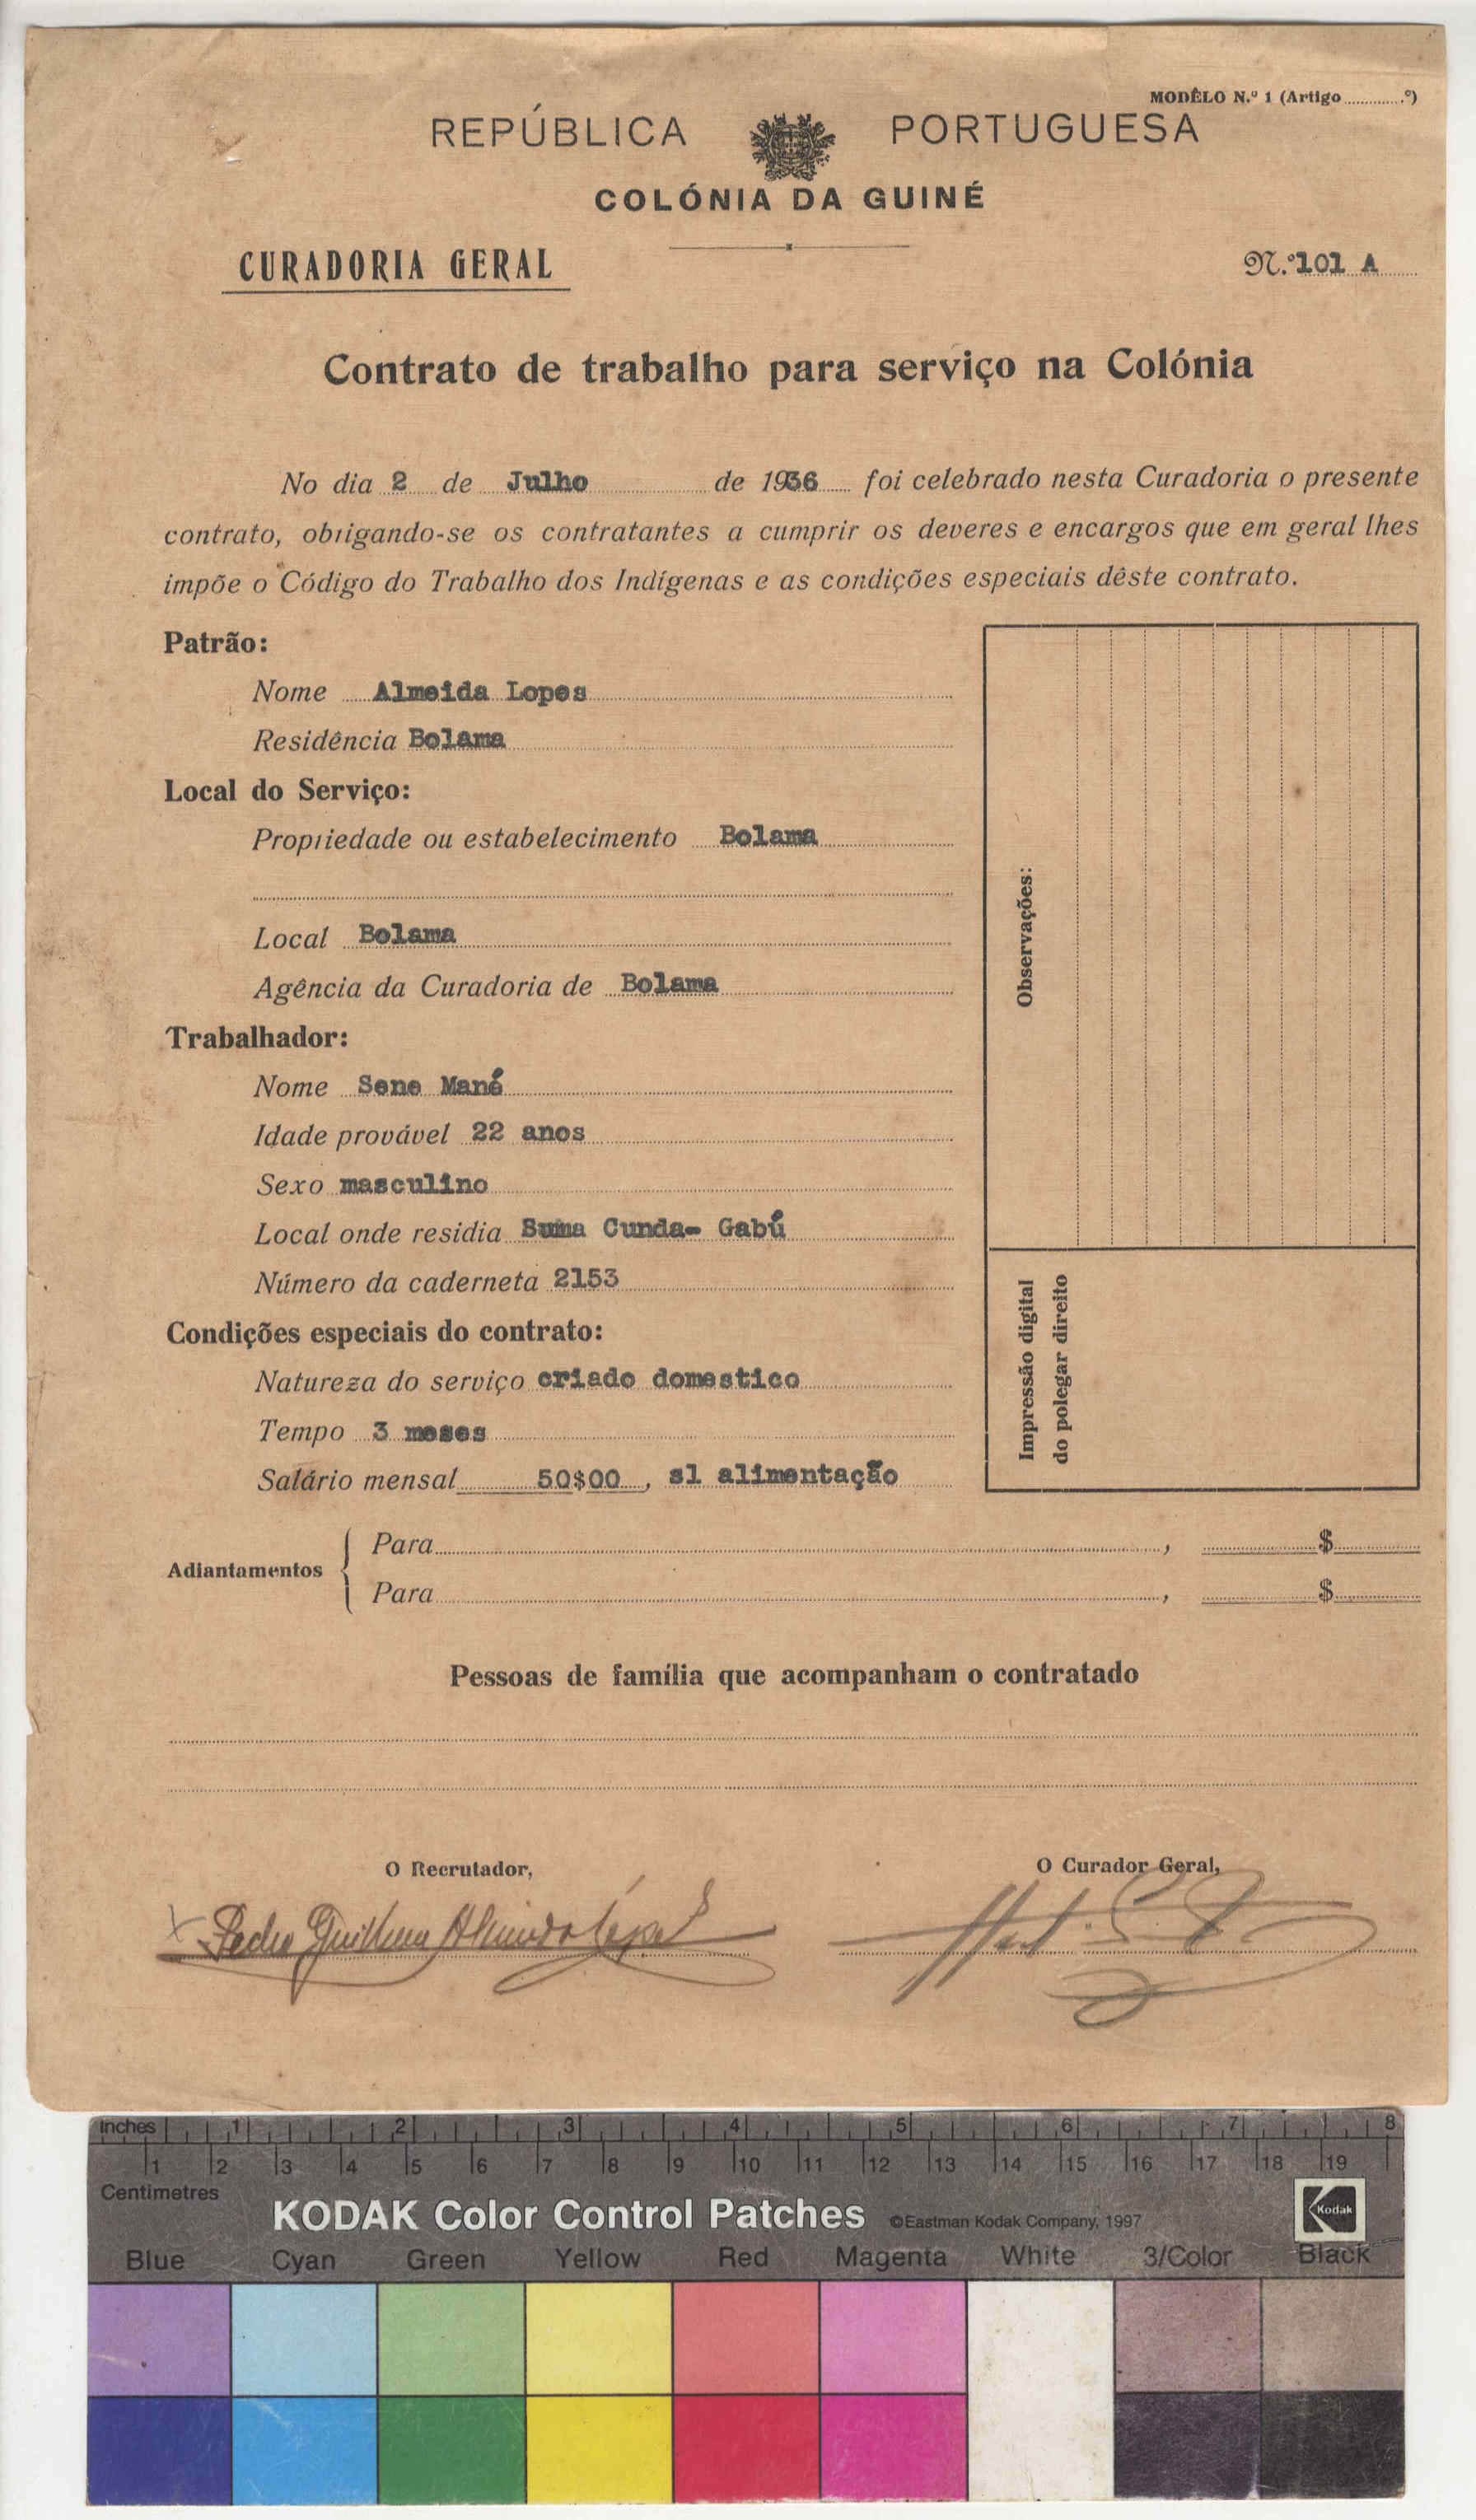 MODÊLO N.º 1 (Artigo ............º)
REPÚBLICA PORTUGUESA
COLÓNIA DA GUINÉ
CURADORIA GERAL
N.º 101 A
Contrato de trabalho para serviço na Colónia
No dia 2 de Julho de 1936 foi celebrado nesta Curadoria o presente
contrato, obrigando-se os contratantes a cumprir os deveres e encargos que em geral lhes
impõe o Código do Trabalho dos Indígenas e as condições especiais dêste contrato.
Patrão:
Nome Almeida Lopes
Residência Bolama
Local do Serviço:
Propriedade ou estabelecimento Bolama
Local Bolama
Agência da Curadoria de Bolama
Trabalhador:
Nome Sene Mané
Idade provável 22 anos
Sexo masculino
Local onde residia Suma Cunda- Gabú
Número da caderneta 2153
Condições especiais do contrato:
Natureza do serviço criado domestico
Tempo 3 meses
Salário mensal 50$00, sl alimentação
Observações:
Impressão digital
do polegar direito
Adiantamentos
Para , $
Para , $
Pessoas de família que acompanham o contratado
O Recrutador,
O Curador Geral,
Pedro Guilherme Almeida Lopes
Inches 1 2 3 4 5 6 7 8
1 2 3 4 5 6 7 8 9 10 11 12 13 14 15 16 17 18 19
Centimetres
KODAK Color Control Patches ©Eastman Kodak Company, 1997
Kodak
Blue Cyan Green Yellow Red Magenta White 3/Color Black